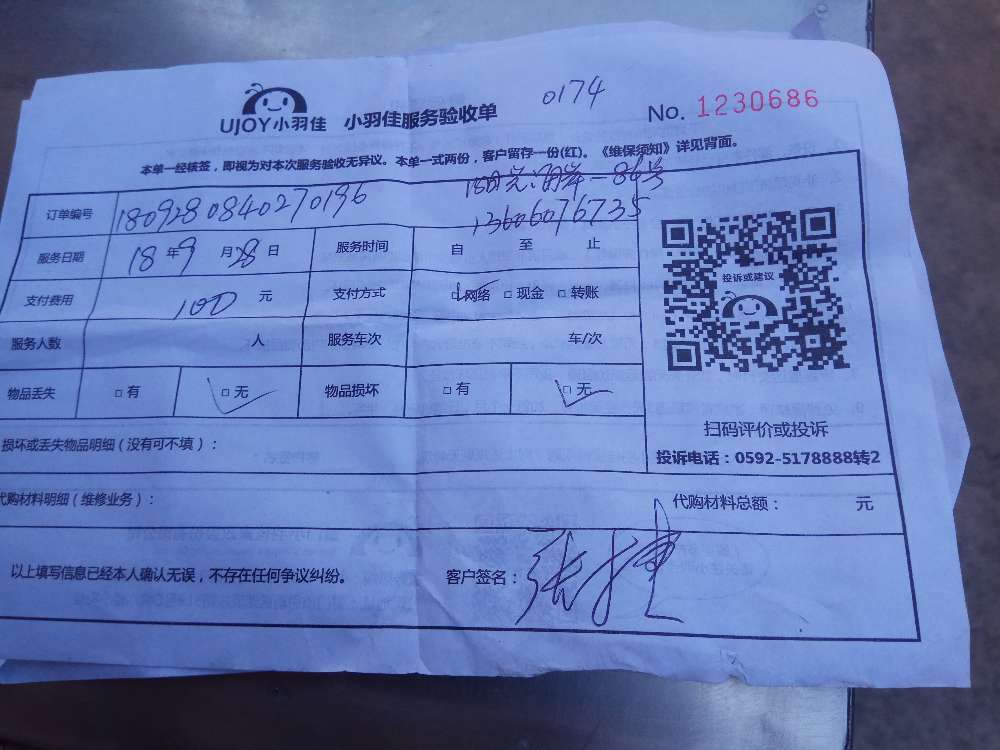 UJOY小羽佳 小羽佳服务验收单 0174 No. 1230686
本单一经核签，即视为对本次服务验收无异议。本单一式两份，客户留存一份(红)。《维保须知》详见背面。
订单编号 1809280840270196
13606076735
服务日期 18年9月28日 服务时间 自 至 止
投诉或建议
支付费用 100元 支付方式 □网络 □现金 □转账
服务人数 人 服务车次 车/次
物品丢失 □有 □无 物品损坏 □有 □无
扫码评价或投诉
损坏或丢失物品明细（没有可不填）：
投诉电话：0592-5178888转2
代购材料明细（维修业务）： 代购材料总额： 元
以上填写信息已经本人确认无误，不存在任何争议纠纷。 客户签名：张捷